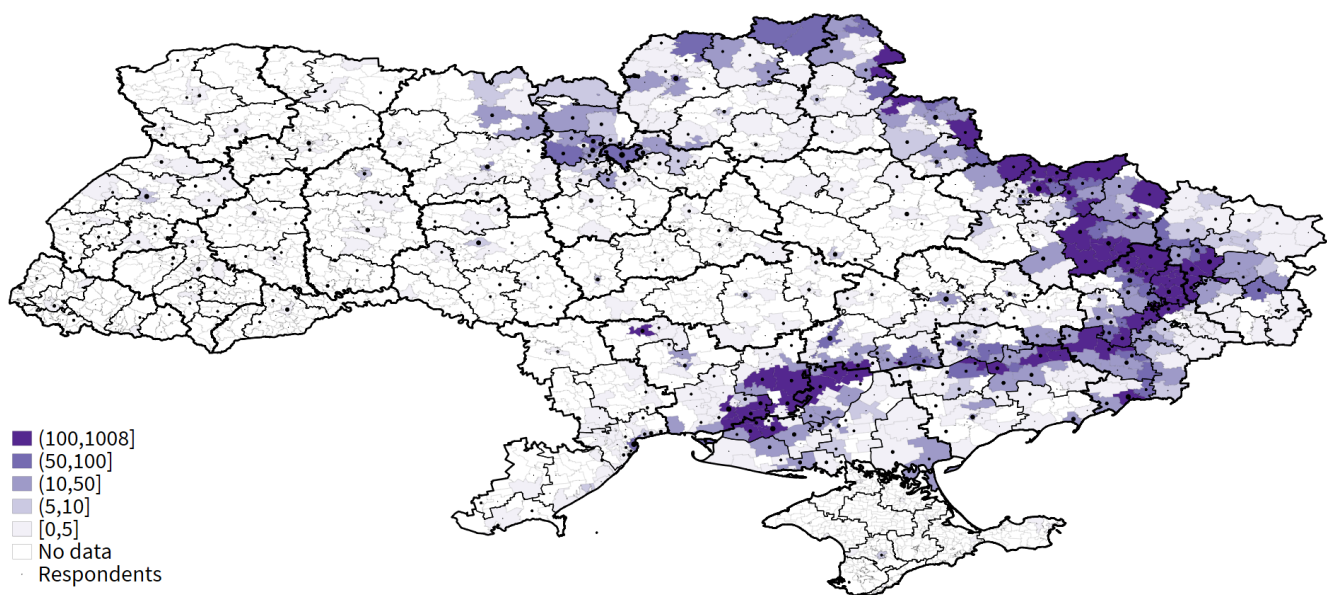 (100,1008]
(50,100]
(10,50]
(5,10]
[0,5]
No data
Respondents